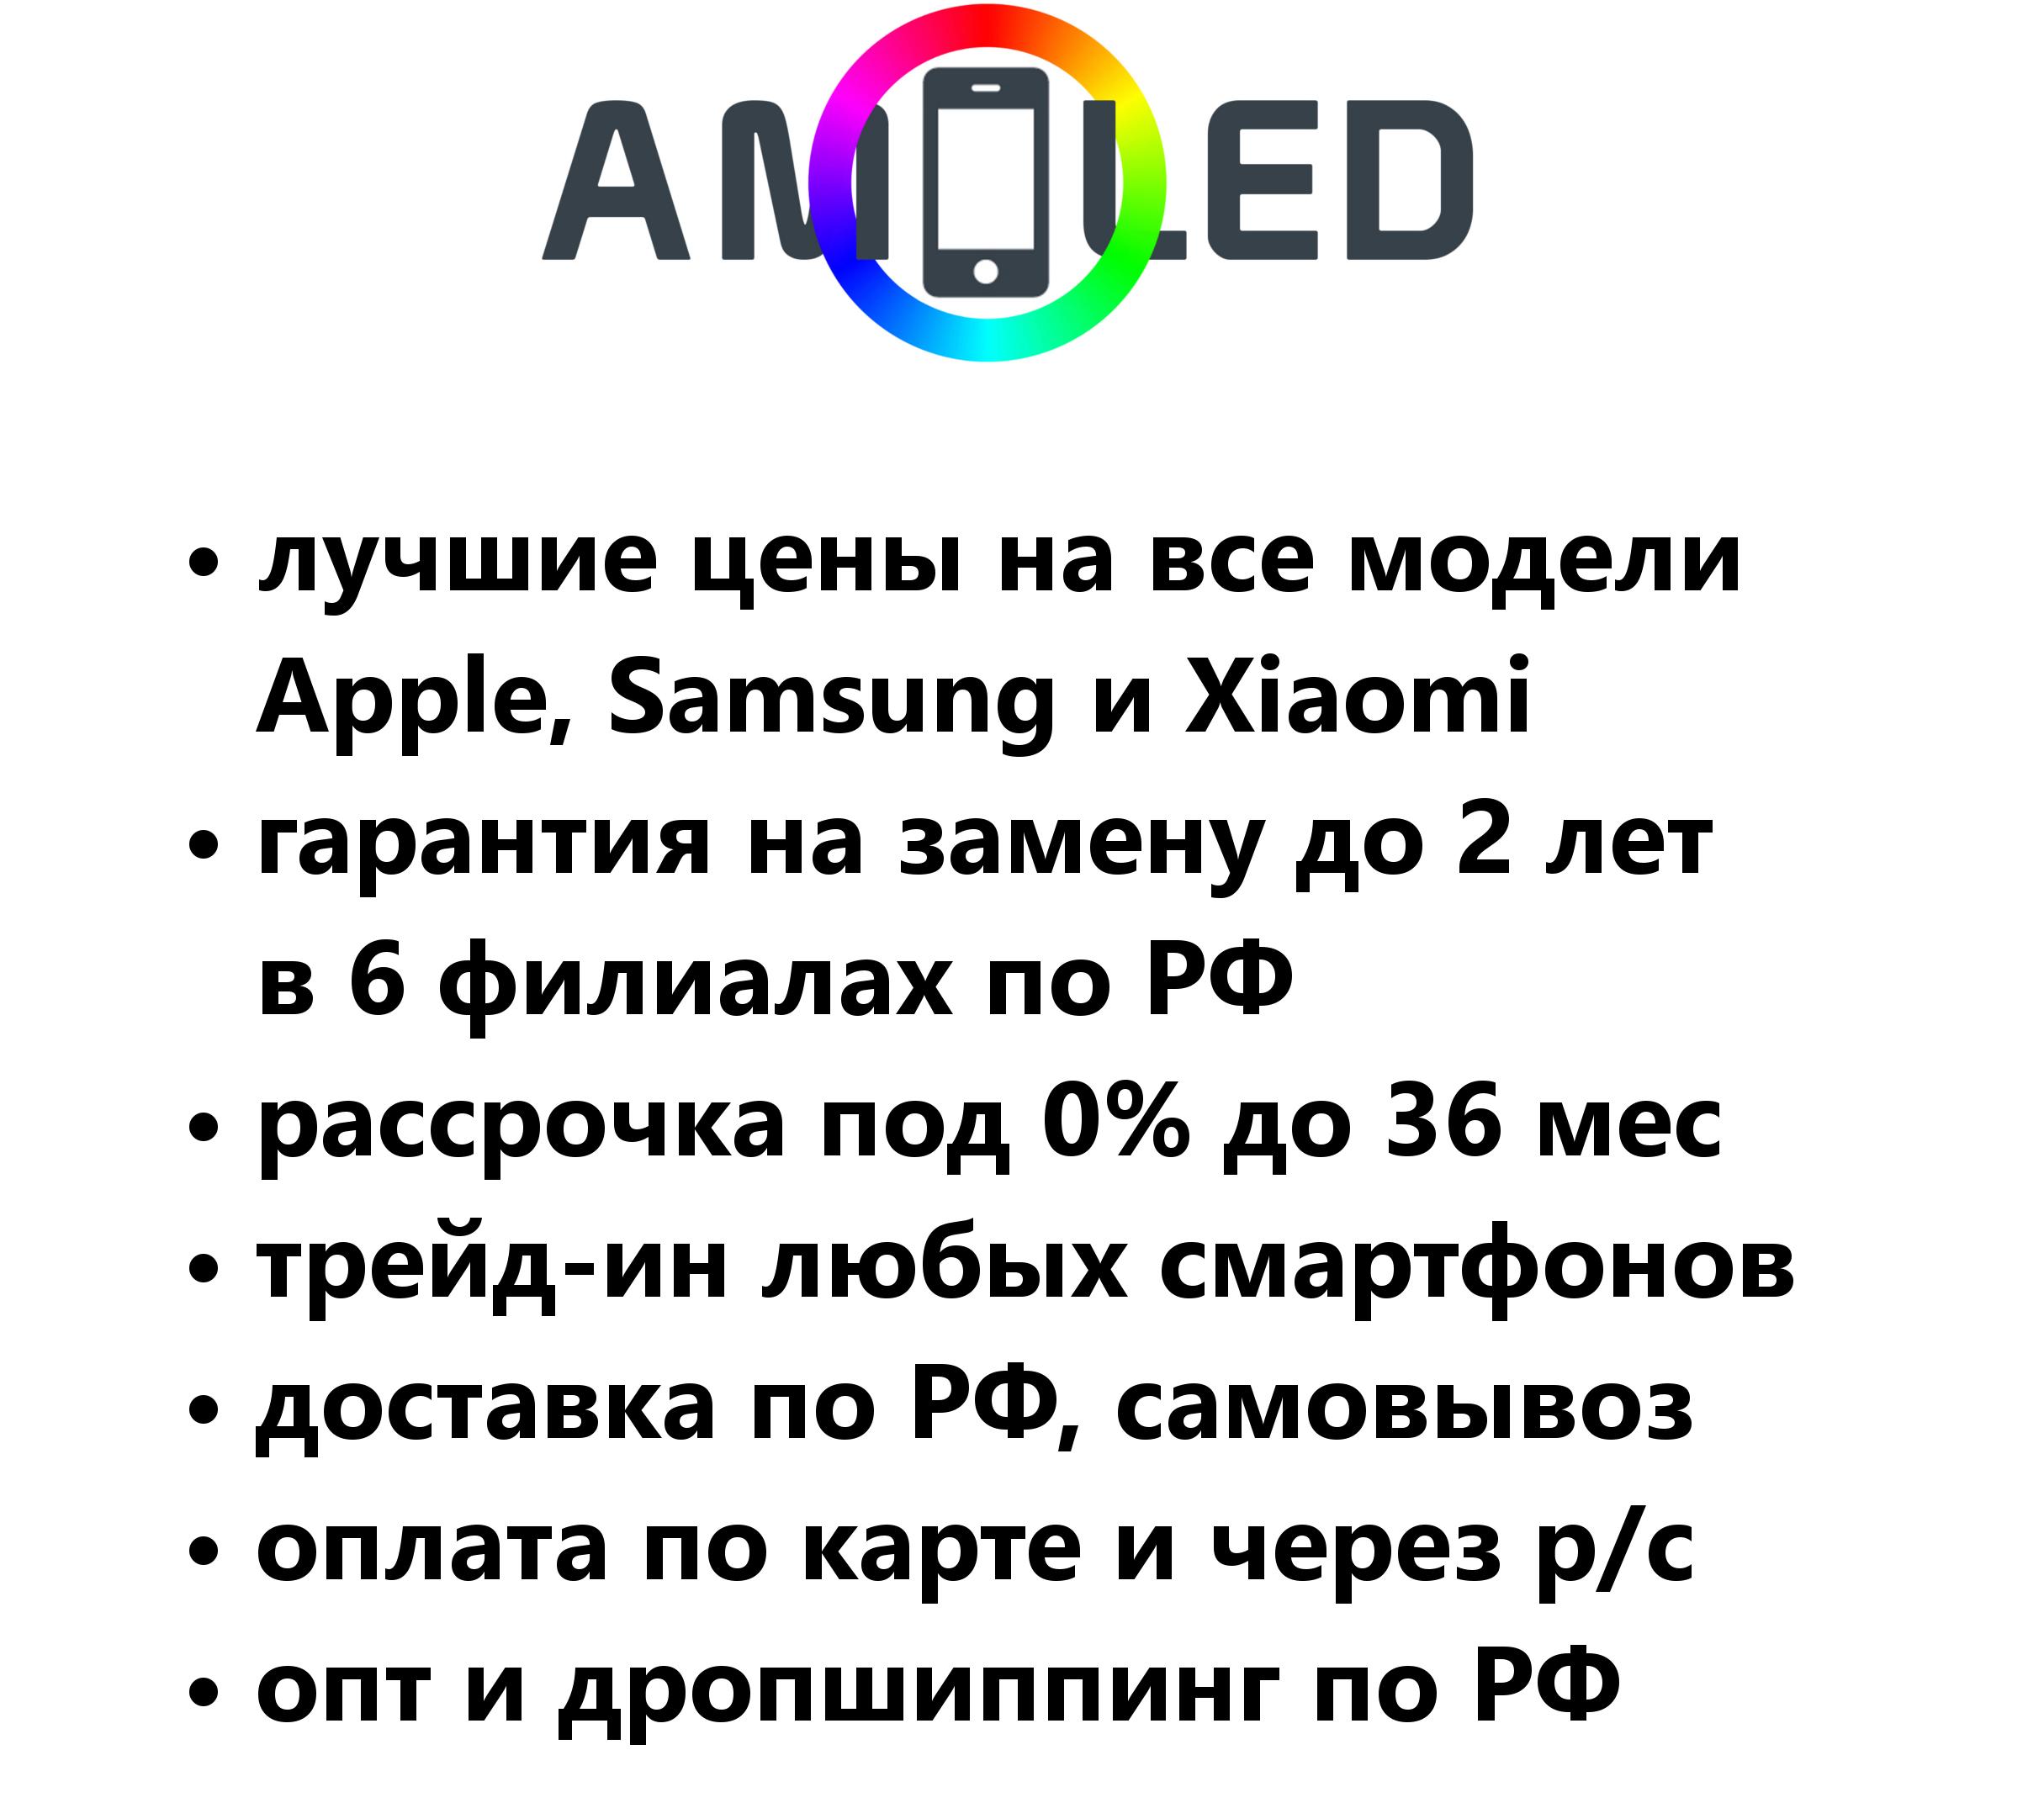 AMOLED
• лучшие цены на все модели
Apple, Samsung и Xiaomi
• гарантия на замену до 2 лет
в 6 филиалах по РФ
• рассрочка под 0% до 36 мес
• трейд-ин любых смартфонов
• доставка по РФ, самовывоз
• оплата по карте и через р/с
• опт и дропшиппинг по РФ